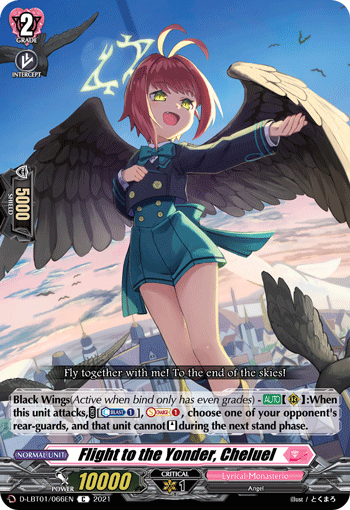 2
GRADE
INTERCEPT
5000
SHIELD
Fly together with me! To the end of the skies!
Black Wings(Active when bind only has even grades) - AUTO【 】:When
this unit attacks, [ BLAST 1 ], [ 1 ], choose one of your opponent's
rear-guards, and that unit cannot during the next stand phase.
NORMAL UNIT
Flight to the Yonder, Cheluel
Lyrical Monasterio
Angel
POWER 10000
CRITICAL
1
D-LBT01/066EN C 2021
Illust / とくまろ